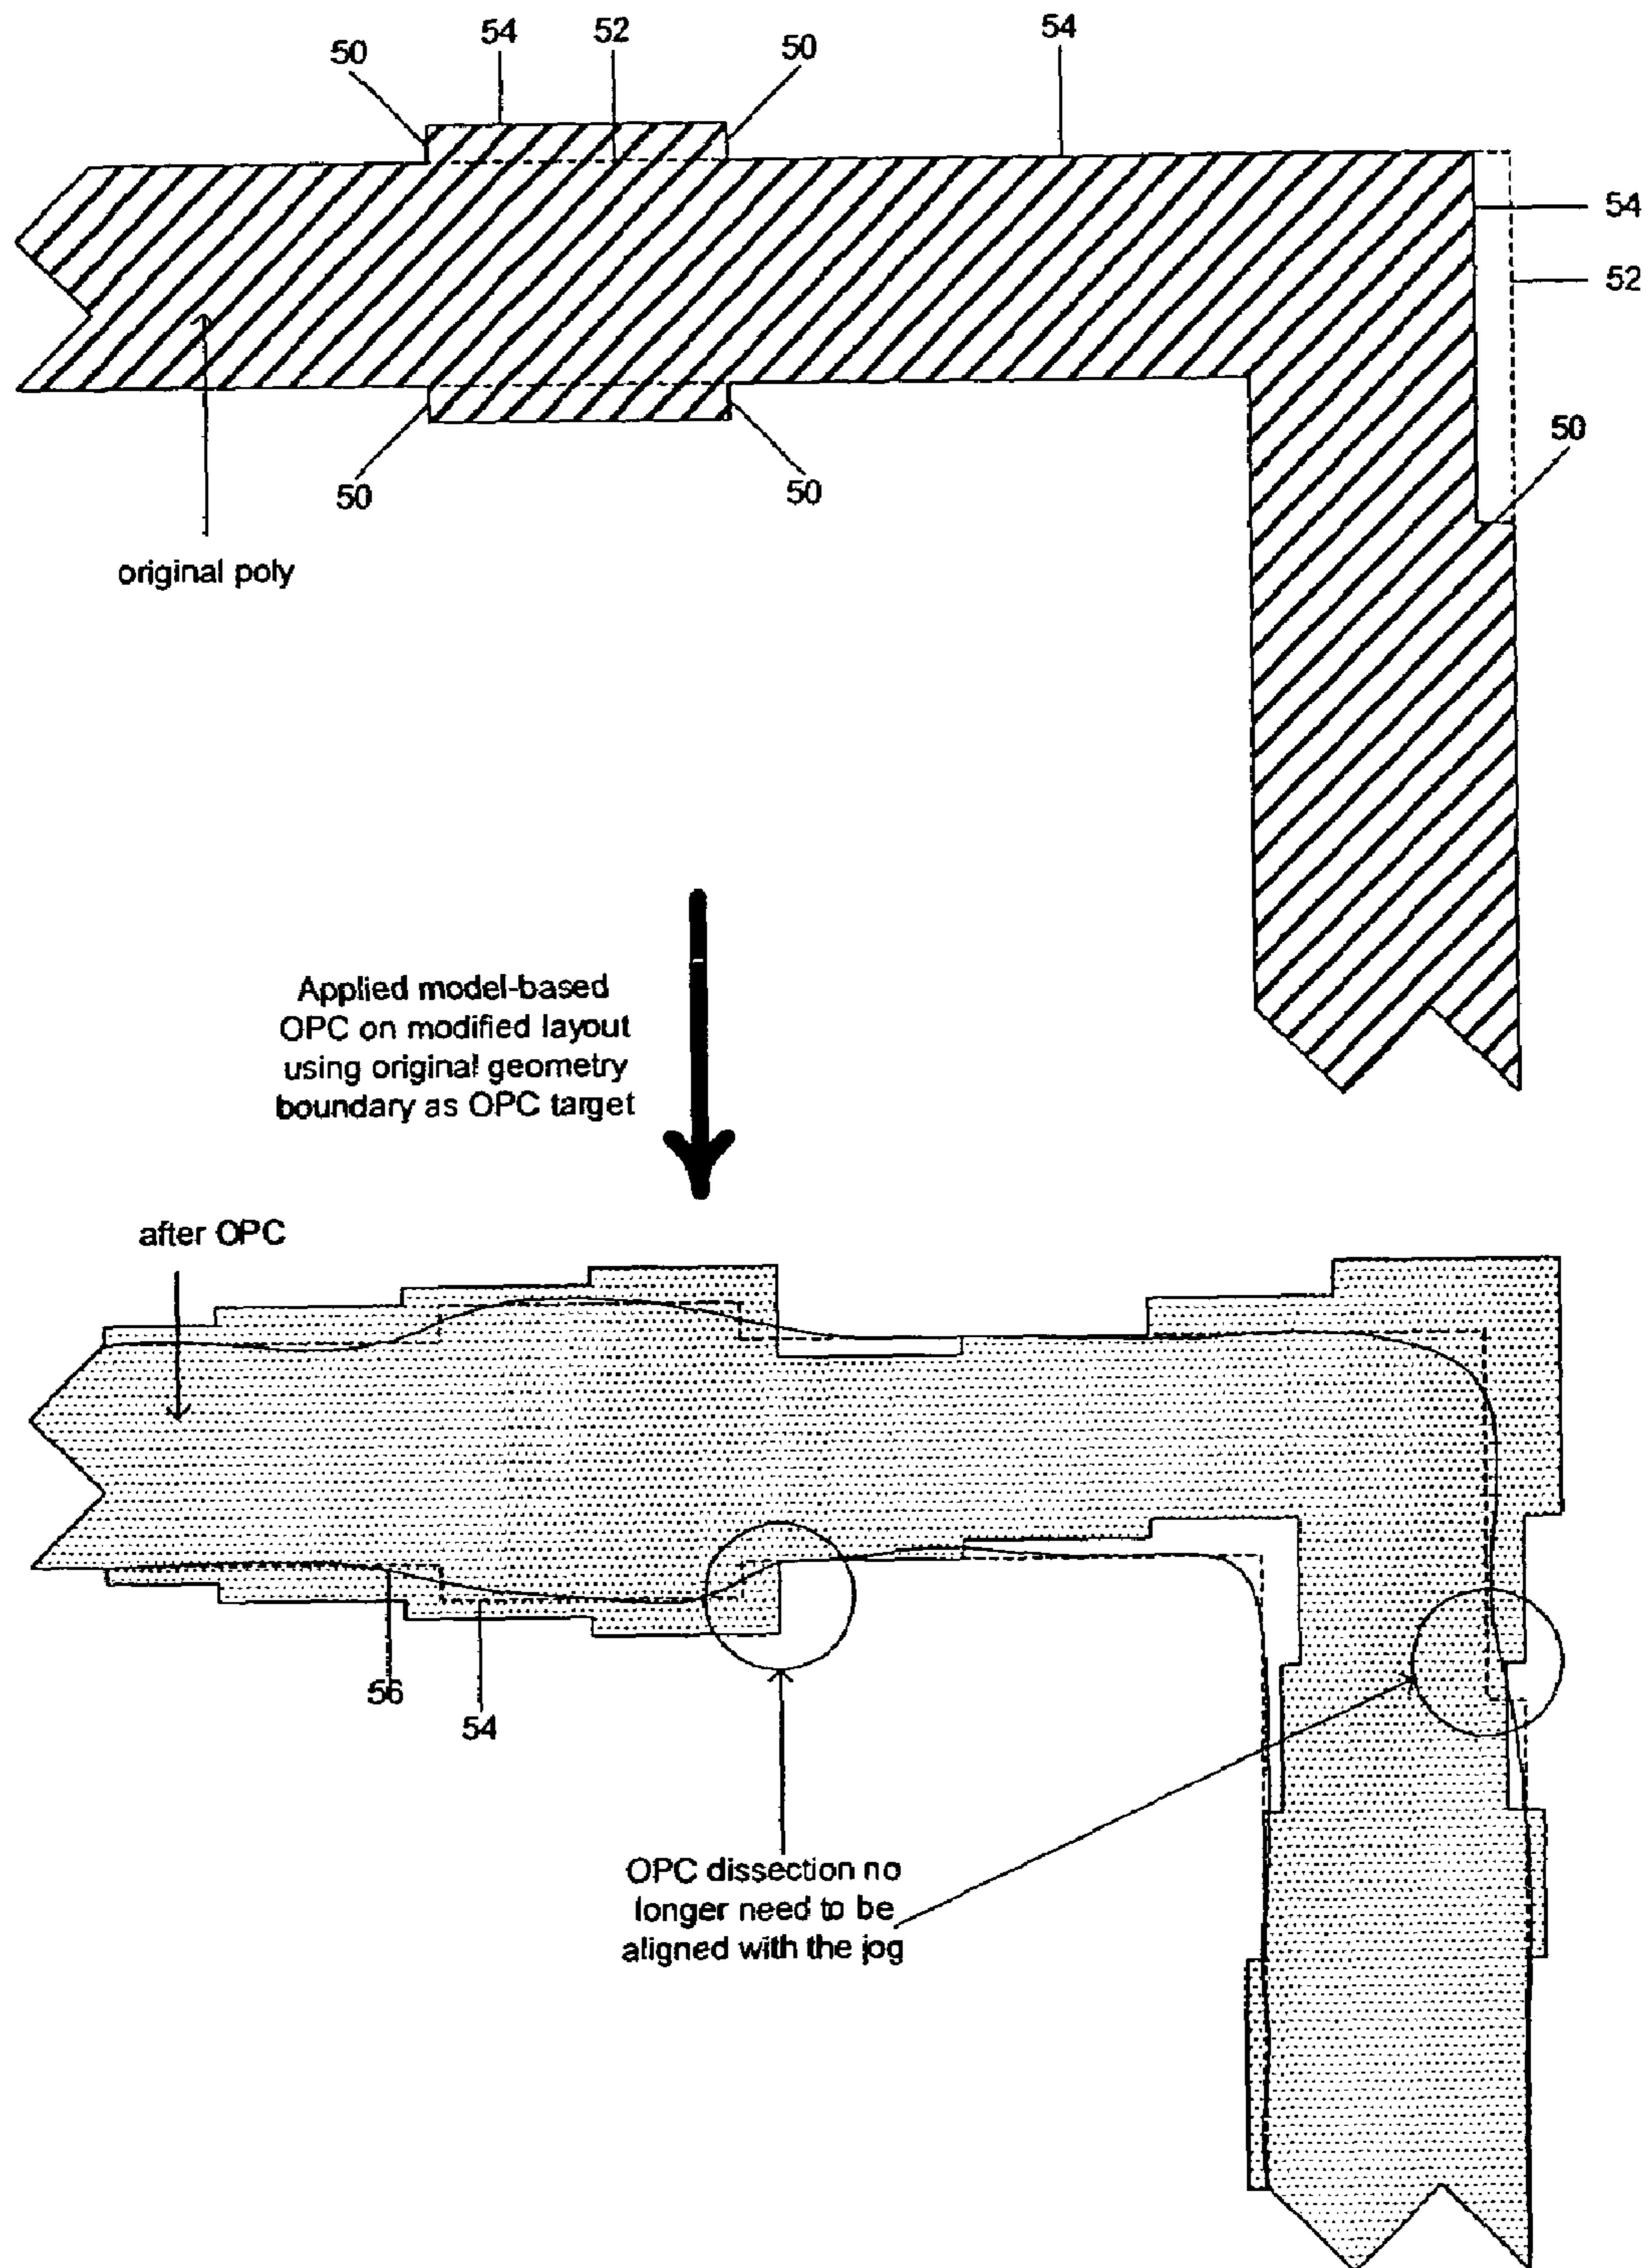 54
52
54
50
50
54
52
50
50
50
original poly
Applied model-based
OPC on modified layout
using original geometry
boundary as OPC target
after OPC
56
54
OPC dissection no
longer need to be
aligned with the jog